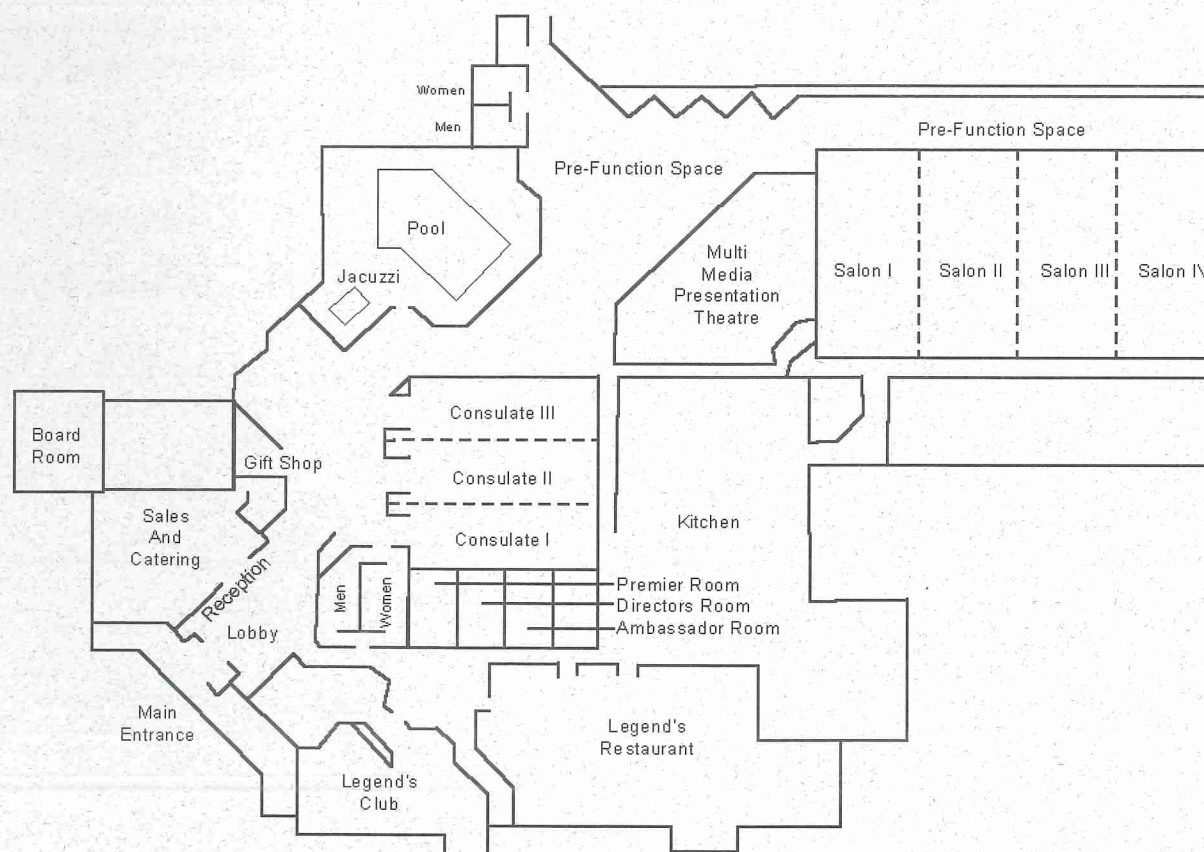 Women
Men
Pre-Function Space
Pre-Function Space
Pool
Jacuzzi
Multi
Media
Presentation
Theatre
Salon I
Salon II
Salon III
Salon IV
Board
Room
Gift Shop
Consulate III
Consulate II
Consulate I
Sales
And
Catering
Reception
Lobby
Men
Women
Kitchen
Premier Room
Directors Room
Ambassador Room
Main
Entrance
Legend's
Club
Legend's
Restaurant